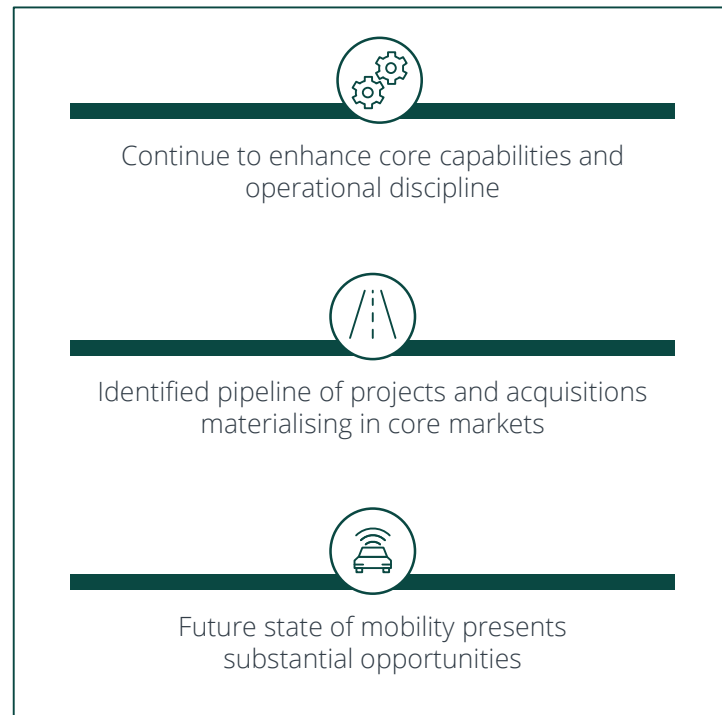 Continue to enhance core capabilities and
operational discipline
Identified pipeline of projects and acquisitions
materialising in core markets
Future state of mobility presents
substantial opportunities